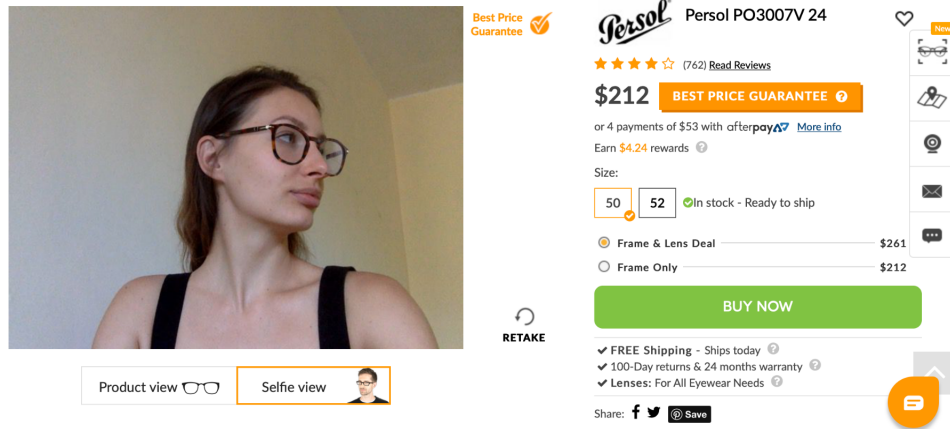 Best Price
Guarantee
Persol
Persol PO3007V 24
New
(762) Read Reviews
$212
BEST PRICE GUARANTEE ?
or 4 payments of $53 with afterpay More info
Earn $4.24 rewards ?
Size:
50
52
In stock - Ready to ship
Frame & Lens Deal
$261
Frame Only
$212
BUY NOW
RETAKE
FREE Shipping - Ships today ?
100-Day returns & 24 months warranty ?
Lenses: For All Eyewear Needs ?
Product view
Selfie view
Share:
Save